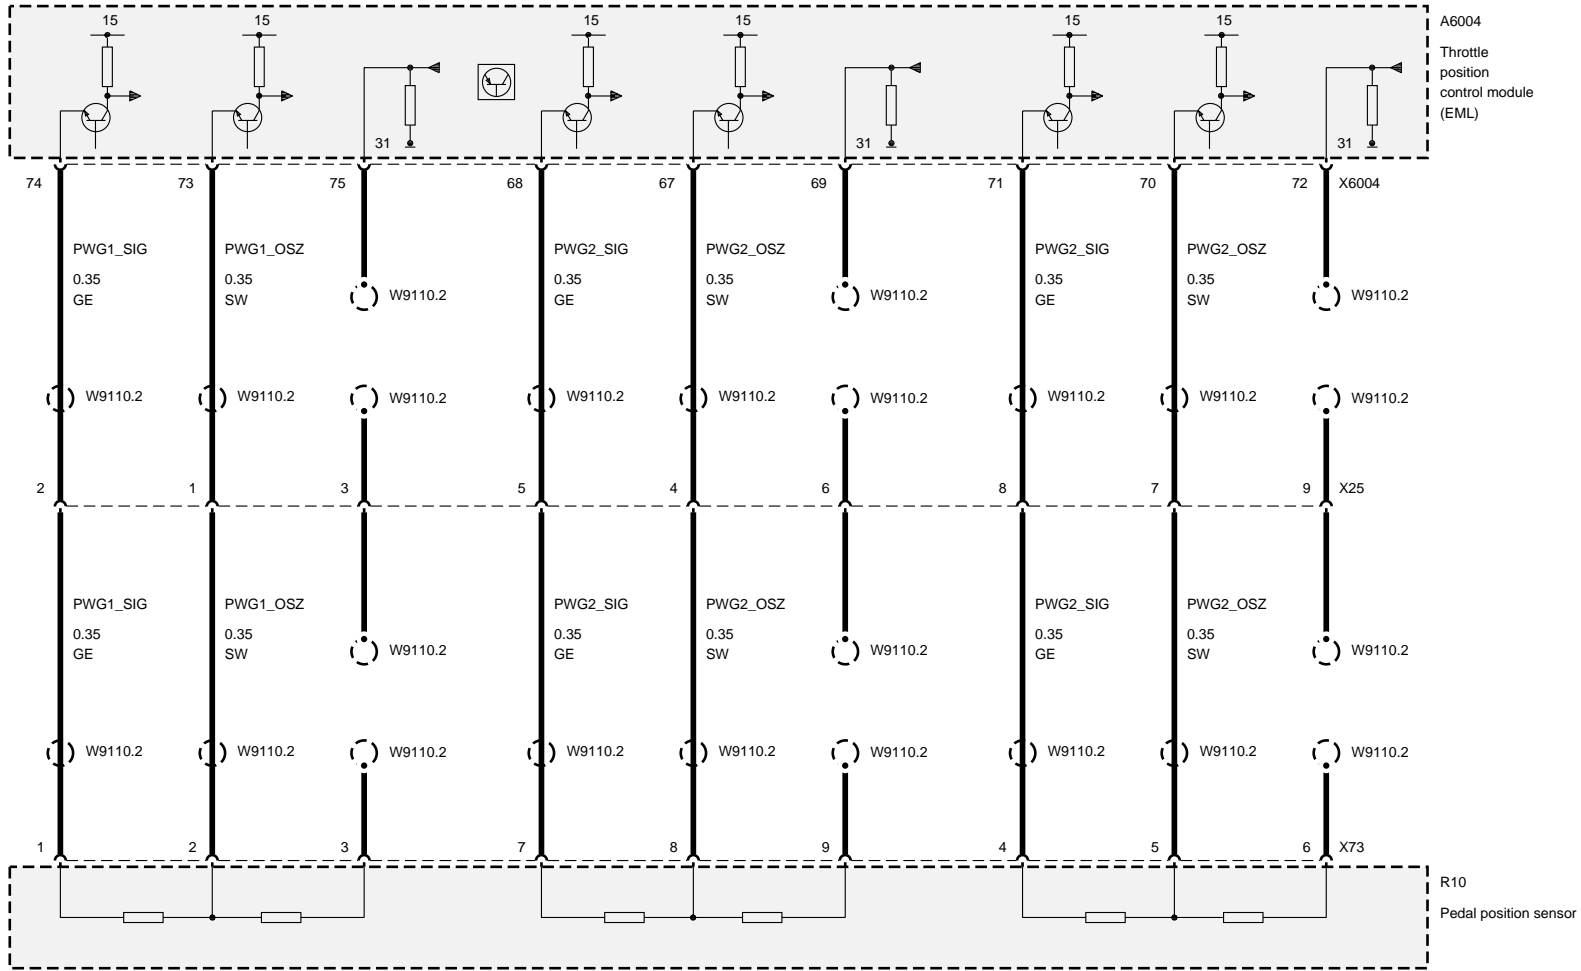 15 15 15 15 15 15 A6004
Throttle
position
control module
(EML)
31 31 31
74 73 75 68 67 69 71 70 72 X6004
PWG1_SIG PWG1_OSZ PWG2_SIG PWG2_OSZ PWG2_SIG PWG2_OSZ
0.35 0.35 0.35 0.35 0.35 0.35
GE SW W9110.2 GE SW W9110.2 GE SW W9110.2
W9110.2 W9110.2 W9110.2 W9110.2 W9110.2 W9110.2 W9110.2 W9110.2 W9110.2
2 1 3 5 4 6 8 7 9 X25
PWG1_SIG PWG1_OSZ PWG2_SIG PWG2_OSZ PWG2_SIG PWG2_OSZ
0.35 0.35 0.35 0.35 0.35 0.35
GE SW W9110.2 GE SW W9110.2 GE SW W9110.2
W9110.2 W9110.2 W9110.2 W9110.2 W9110.2 W9110.2 W9110.2 W9110.2 W9110.2
1 2 3 7 8 9 4 5 6 X73
R10
Pedal position sensor